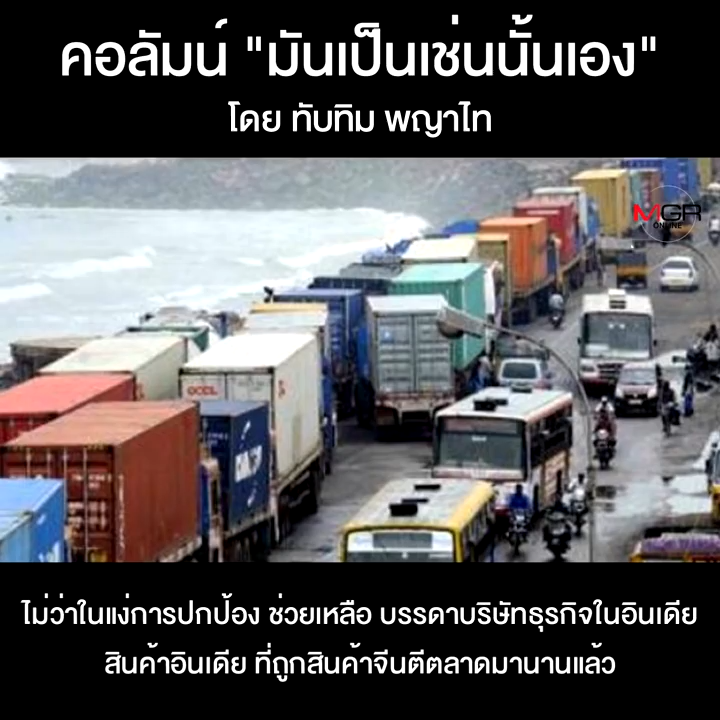 คอลัมน์ "มันเป็นเช่นนั้นเอง"
โดย ทับทิม พญาไท
MGR
ONLINE
ไม่ว่าในแง่การปกป้อง ช่วยเหลือ บรรดาบริษัทธุรกิจในอินเดีย
สินค้าอินเดีย ที่ถูกสินค้าจีนตีตลาดมานานแล้ว